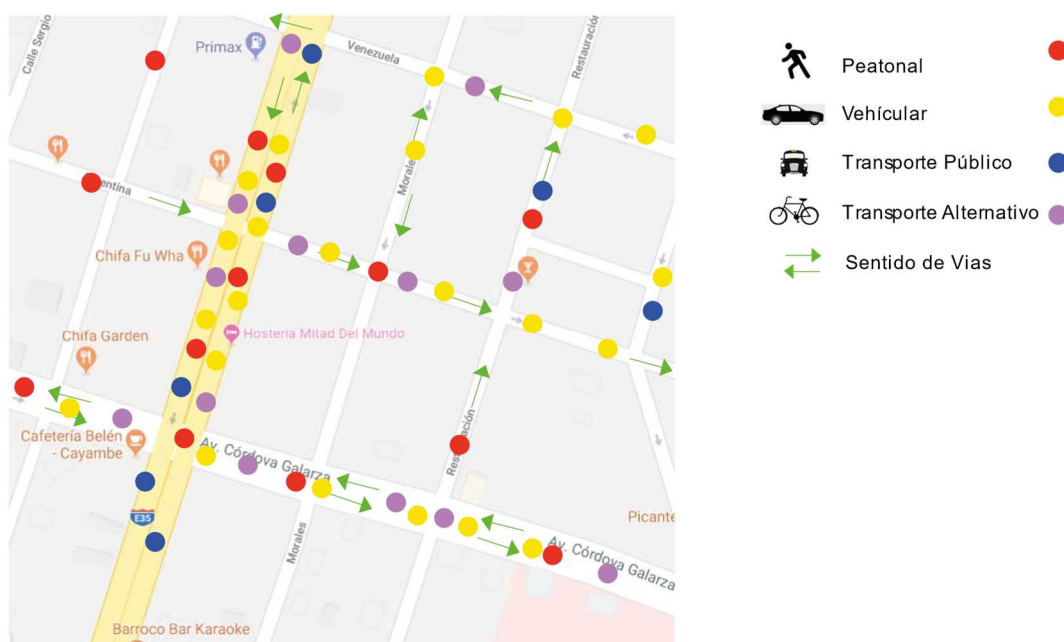 Calle Sergio
Primax
Venezuela
Restauración
Morales
entina
Chifa Fu Wha
Chifa Garden
Hosteria Mitad Del Mundo
Cafetería Belén
- Cayambe
Av. Córdova Galarza
Restauración
E35
Morales
Picante
Av. Córdova Galarza
Barroco Bar Karaoke
Peatonal
Vehícular
Transporte Público
Transporte Alternativo
Sentido de Vias